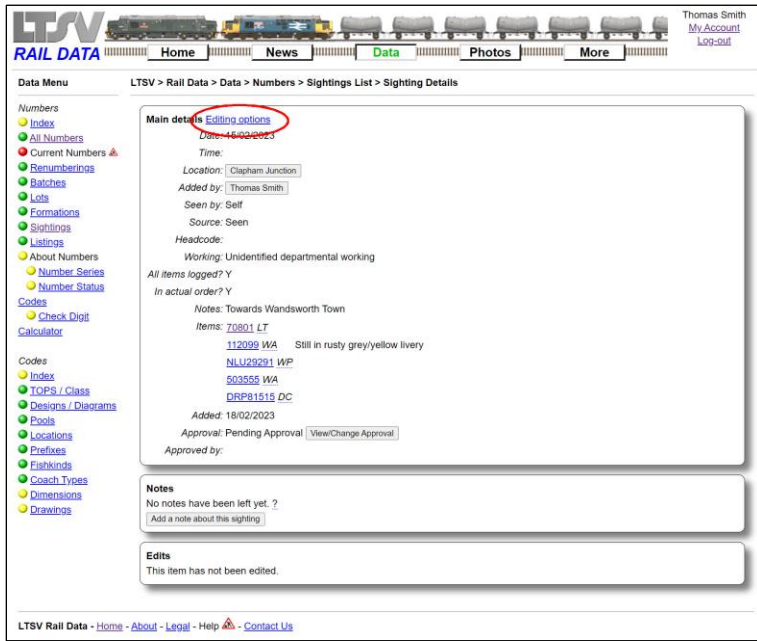 LTSV
RAIL DATA
Home
News
Data
Photos
More
Thomas Smith
My Account
Log-out
Data Menu
LTSV > Rail Data > Data > Numbers > Sightings List > Sighting Details
Numbers
Index
All Numbers
Current Numbers
Renumberings
Batches
Lots
Formations
Sightings
Listings
About Numbers
Number Series
Number Status
Codes
Check Digit
Calculator
Codes
Index
TOPS / Class
Designs / Diagrams
Pools
Locations
Prefixes
Fishkinds
Coach Types
Dimensions
Drawings
Main details Editing options
Date: 15/02/2023
Time:
Location: Clapham Junction
Added by: Thomas Smith
Seen by: Self
Source: Seen
Headcode:
Working: Unidentified departmental working
All items logged? Y
In actual order? Y
Notes: Towards Wandsworth Town
Items: 70801 LT
112099 WA Still in rusty grey/yellow livery
NLU29291 WP
503555 WA
DRP81515 DC
Added: 18/02/2023
Approval: Pending Approval View/Change Approval
Approved by:
Notes
No notes have been left yet. ?
Add a note about this sighting
Edits
This item has not been edited.
LTSV Rail Data - Home - About - Legal - Help - Contact Us